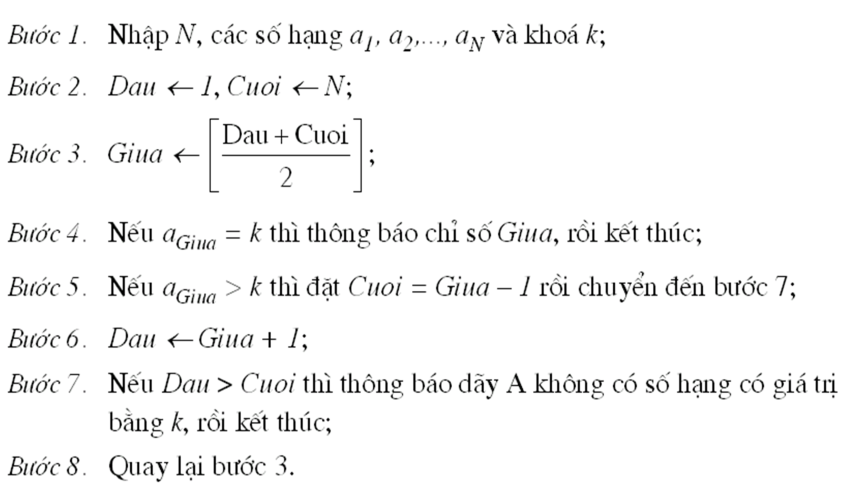 Bước 1. Nhập N, các số hạng a1, a2,..., aN và khoá k;
Bước 2. Dau ← 1, Cuoi ← N;
Bước 3. Giua ← [(Dau + Cuoi)/2];
Bước 4. Nếu aGiua = k thì thông báo chỉ số Giua, rồi kết thúc;
Bước 5. Nếu aGiua > k thì đặt Cuoi = Giua – 1 rồi chuyển đến bước 7;
Bước 6. Dau ← Giua + 1;
Bước 7. Nếu Dau > Cuoi thì thông báo dãy A không có số hạng có giá trị
bằng k, rồi kết thúc;
Bước 8. Quay lại bước 3.